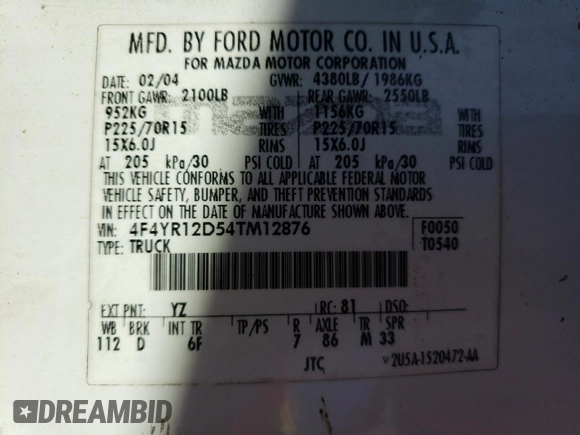 MFD. BY FORD MOTOR CO. IN U.S.A.
FOR MAZDA MOTOR CORPORATION
DATE: 02/04 GVWR: 4380LB/1986KG
FRONT GAWR: 2100LB REAR GAWR: 2550LB
952KG WITH 1156KG WITH
P225/70R15 TIRES P225/70R15 TIRES
15X6.0J RIMS 15X6.0J RIMS
AT 205 kPa/30 PSI COLD AT 205 kPa/30 PSI COLD
THIS VEHICLE CONFORMS TO ALL APPLICABLE FEDERAL MOTOR
VEHICLE SAFETY, BUMPER, AND THEFT PREVENTION STANDARDS
IN EFFECT ON THE DATE OF MANUFACTURE SHOWN ABOVE.
VIN: 4F4YR12D54TM12876 F0050
TYPE: TRUCK T0540
EXT PNT: YZ RC: 81 DSO:
WB BRK INT TR TP/PS R AXLE TR SPR
112 D 6F 7 86 M 33
JTC 2U5A-1520472-AA
DREAMBID